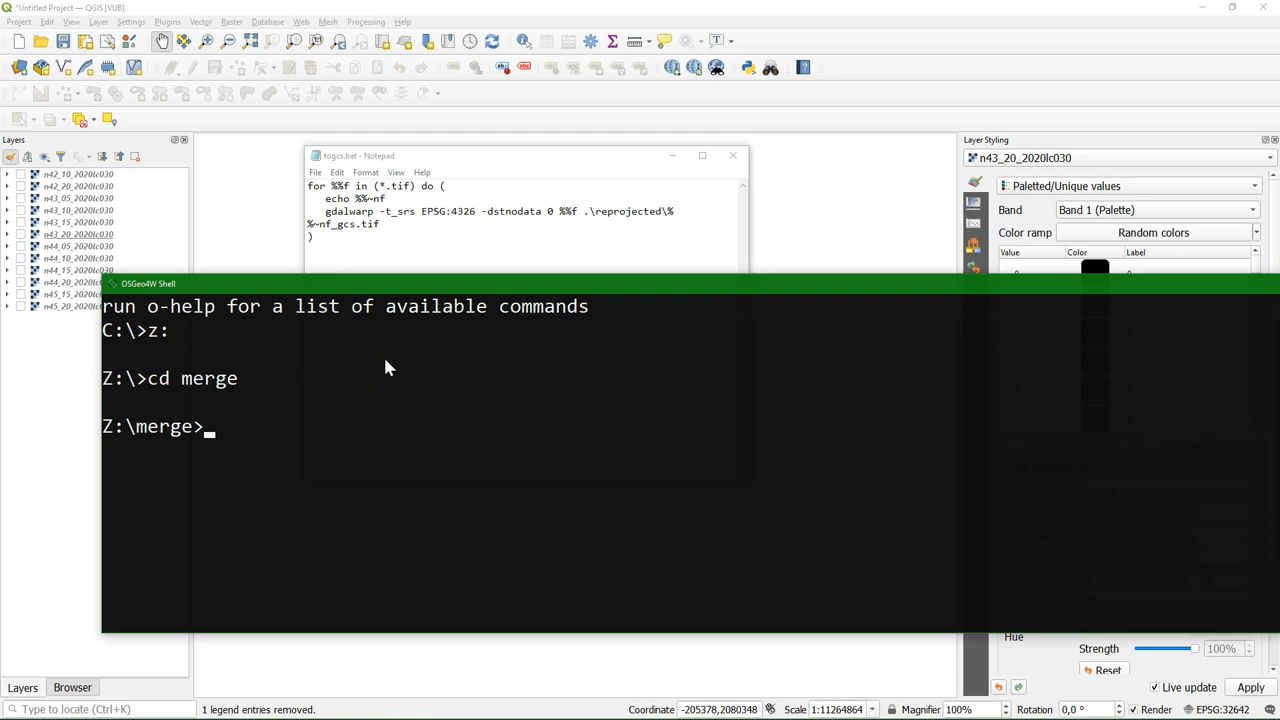 *Untitled Project — QGIS [VUB]
Project Edit View Layer Settings Plugins Vector Raster Database Web Mesh Processing Help
Layers
n42_10_2020lc030
n42_20_2020lc030
n43_05_2020lc030
n43_10_2020lc030
n43_15_2020lc030
n43_20_2020lc030
n44_05_2020lc030
n44_10_2020lc030
n44_15_2020lc030
n44_20_2020lc0
n45_15_2020lc0
n45_20_2020lc0
togcs.bat - Notepad
File Edit Format View Help
for %%f in (*.tif) do (
echo %%~nf
gdalwarp -t_srs EPSG:4326 -dstnodata 0 %%f .\reprojected\%
%~nf_gcs.tif
)
OSGeo4W Shell
run o-help for a list of available commands
C:\>z:
Z:\>cd merge
Z:\merge>
Layer Styling
n43_20_2020lc030
Paletted/Unique values
Band Band 1 (Palette)
Color ramp Random colors
Value Color Label
Hue
Strength 100%
Reset
Live update Apply
Layers Browser
Type to locate (Ctrl+K)
1 legend entries removed.
Coordinate -205378,2080348 Scale 1:11264864 Magnifier 100% Rotation 0,0 ° Render EPSG:32642